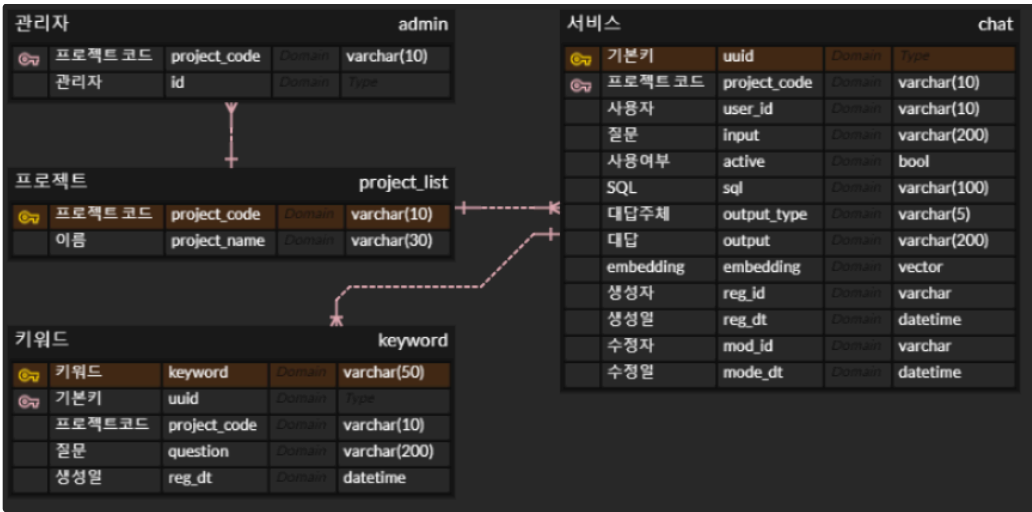 관리자 admin
프로젝트 코드 project_code Domain varchar(10)
관리자 id Domain Type
프로젝트 project_list
프로젝트 코드 project_code Domain varchar(10)
이름 project_name Domain varchar(30)
키워드 keyword
키워드 keyword Domain varchar(50)
기본키 uuid Domain Type
프로젝트코드 project_code Domain varchar(10)
질문 question Domain varchar(200)
생성열 reg_dt Domain datetime
서비스 chat
기본키 uuid Domain Type
프로젝트 코드 project_code Domain varchar(10)
사용자 user_id Domain varchar(10)
질문 input Domain varchar(200)
사용여부 active Domain bool
SQL sql Domain varchar(100)
대답주체 output_type Domain varchar(5)
대답 output Domain varchar(200)
embedding embedding Domain vector
생성자 reg_id Domain varchar
생성일 reg_dt Domain datetime
수정자 mod_id Domain varchar
수정일 mode_dt Domain datetime